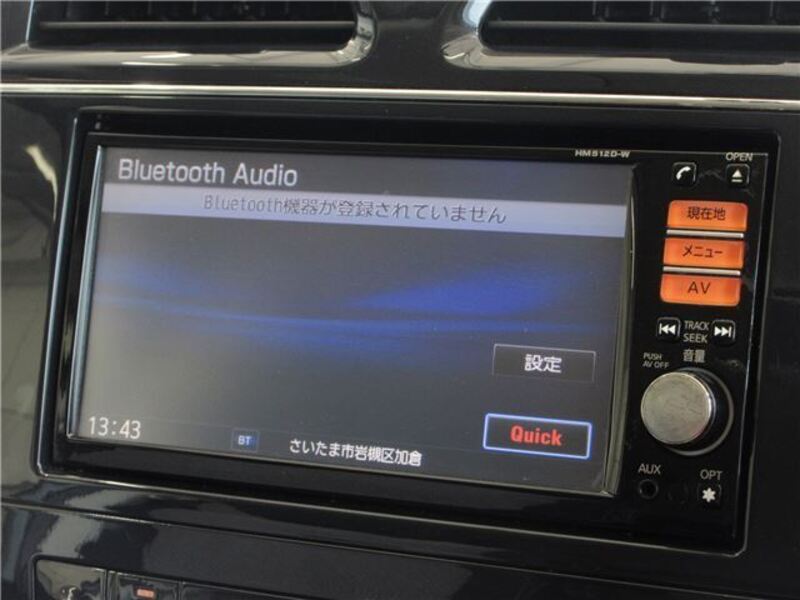 HM512D-W
OPEN
Bluetooth Audio
Bluetooth機器が登録されていません
現在地
メニュー
AV
TRACK
SEEK
PUSH
AV OFF
音量
設定
Quick
13:43
BT
さいたま市岩槻区加倉
AUX
OPT